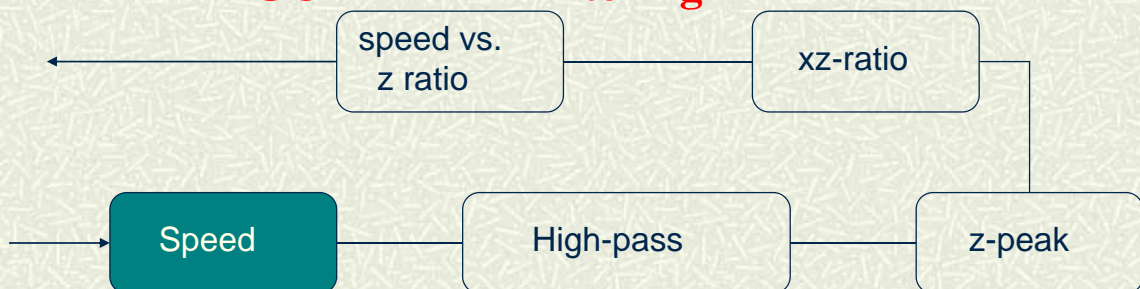 speed vs.
z ratio
xz-ratio
Speed
High-pass
z-peak